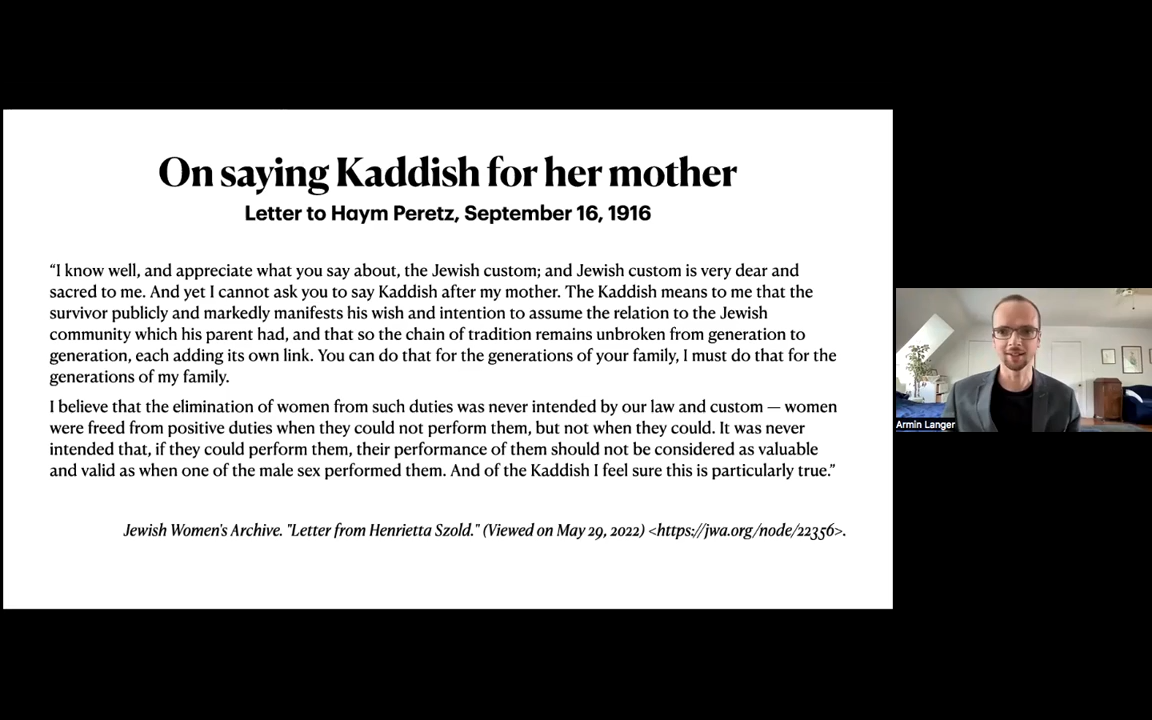 On saying Kaddish for her mother
Letter to Haym Peretz, September 16, 1916
“I know well, and appreciate what you say about, the Jewish custom; and Jewish custom is very dear and
sacred to me. And yet I cannot ask you to say Kaddish after my mother. The Kaddish means to me that the
survivor publicly and markedly manifests his wish and intention to assume the relation to the Jewish
community which his parent had, and that so the chain of tradition remains unbroken from generation to
generation, each adding its own link. You can do that for the generations of your family, I must do that for the
generations of my family.
I believe that the elimination of women from such duties was never intended by our law and custom — women
were freed from positive duties when they could not perform them, but not when they could. It was never
intended that, if they could perform them, their performance of them should not be considered as valuable
and valid as when one of the male sex performed them. And of the Kaddish I feel sure this is particularly true.”
Jewish Women's Archive. "Letter from Henrietta Szold." (Viewed on May 29, 2022) <https://jwa.org/node/22356>.
Armin Langer